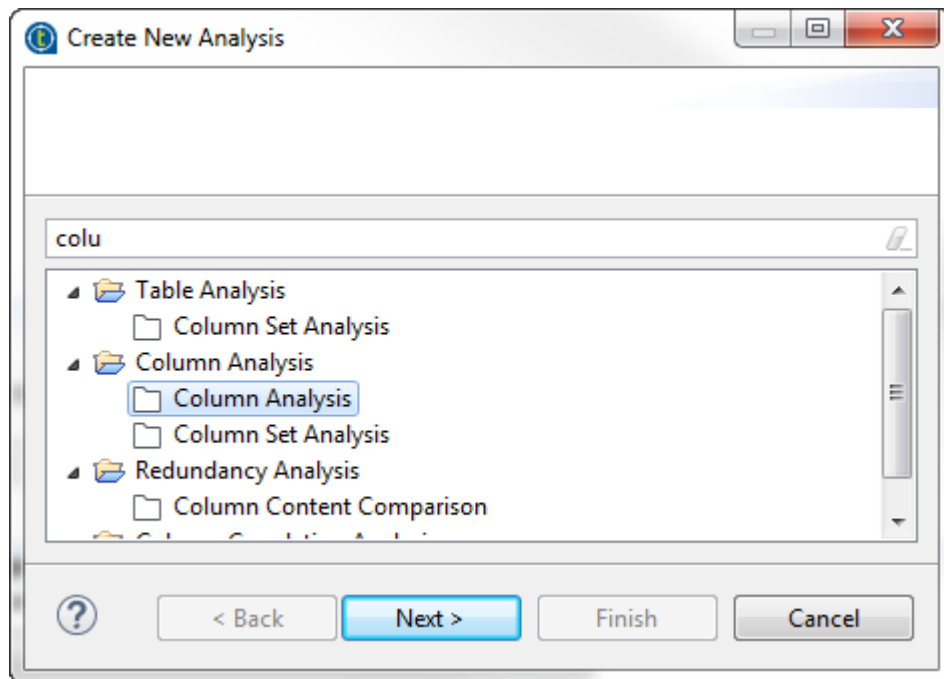 Create New Analysis
colu
Table Analysis
Column Set Analysis
Column Analysis
Column Analysis
Column Set Analysis
Redundancy Analysis
Column Content Comparison
< Back Next > Finish Cancel